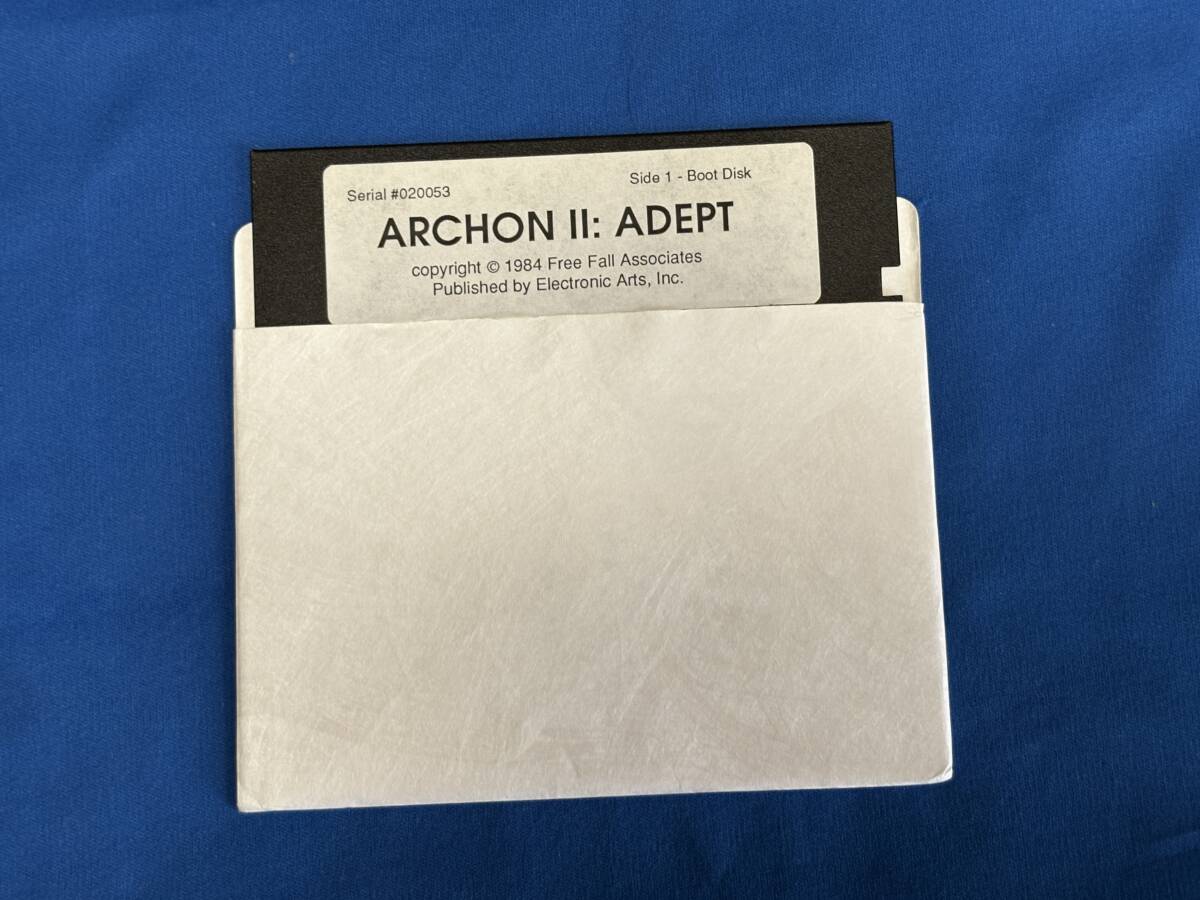 Serial #020053
Side 1 - Boot Disk
ARCHON II: ADEPT
copyright © 1984 Free Fall Associates
Published by Electronic Arts, Inc.